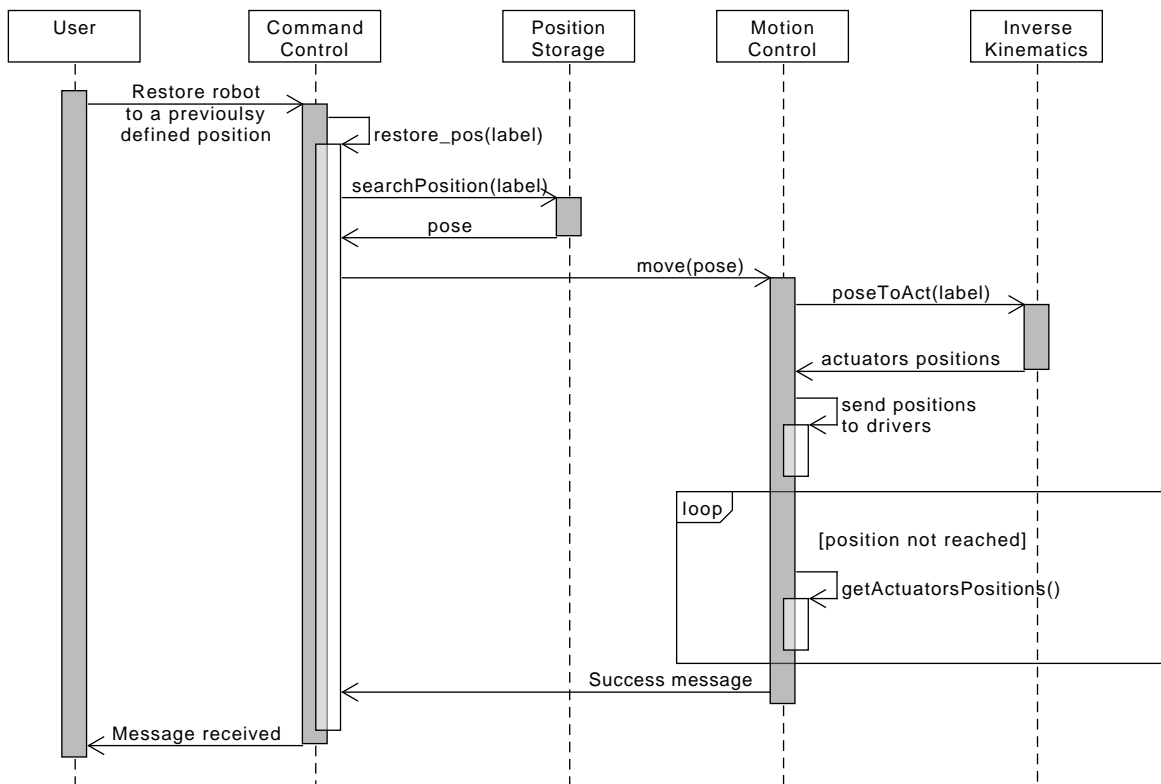 User
Command
Control
Position
Storage
Motion
Control
Inverse
Kinematics
Restore robot
to a previoulsy
defined position
restore_pos(label)
searchPosition(label)
pose
move(pose)
poseToAct(label)
actuators positions
send positions
to drivers
loop
[position not reached]
getActuatorsPositions()
Success message
Message received